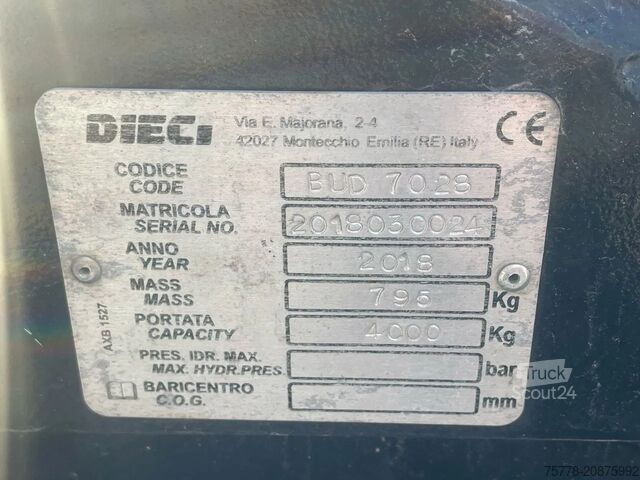 DIECI
Via E. Majorana, 2-4
42027 Montecchio Emilia (RE) Italy
CE
CODICE
CODE
BUD 7028
MATRICOLA
SERIAL NO.
2018030024
ANNO
YEAR
2018
MASS
MASS
795
Kg
PORTATA
CAPACITY
4000
Kg
PRES. IDR. MAX.
MAX. HYDR.PRES.
bar
BARICENTRO
C.O.G.
mm
AXB 1527
Truck
Scout24
75778-20875992